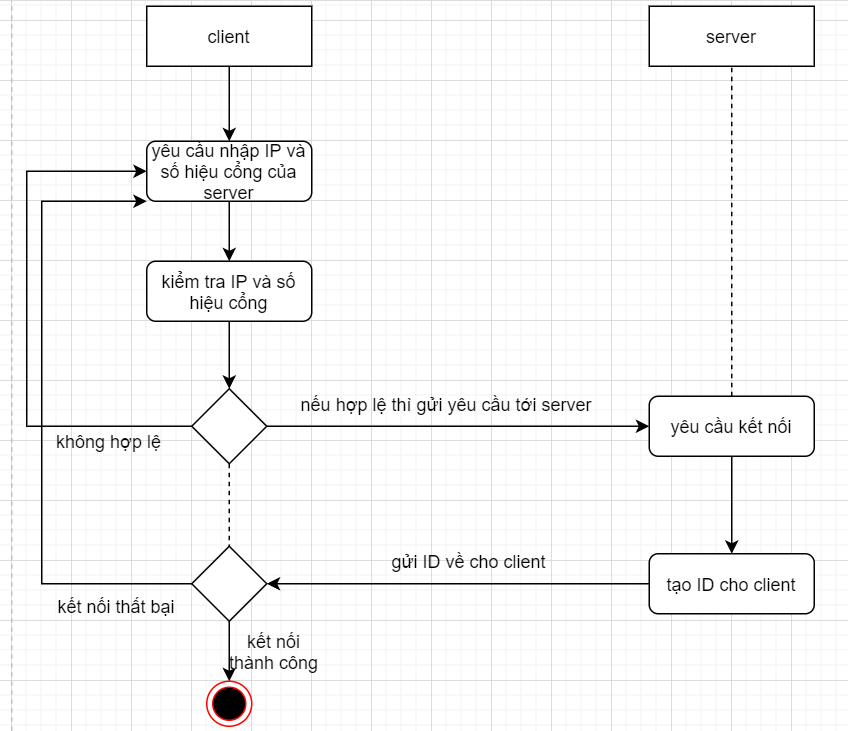 client
server
yêu cầu nhập IP và
số hiệu cổng của
server
kiểm tra IP và số
hiệu cổng
nếu hợp lệ thì gửi yêu cầu tới server
yêu cầu kết nối
không hợp lệ
gửi ID về cho client
tạo ID cho client
kết nối thất bại
kết nối
thành công